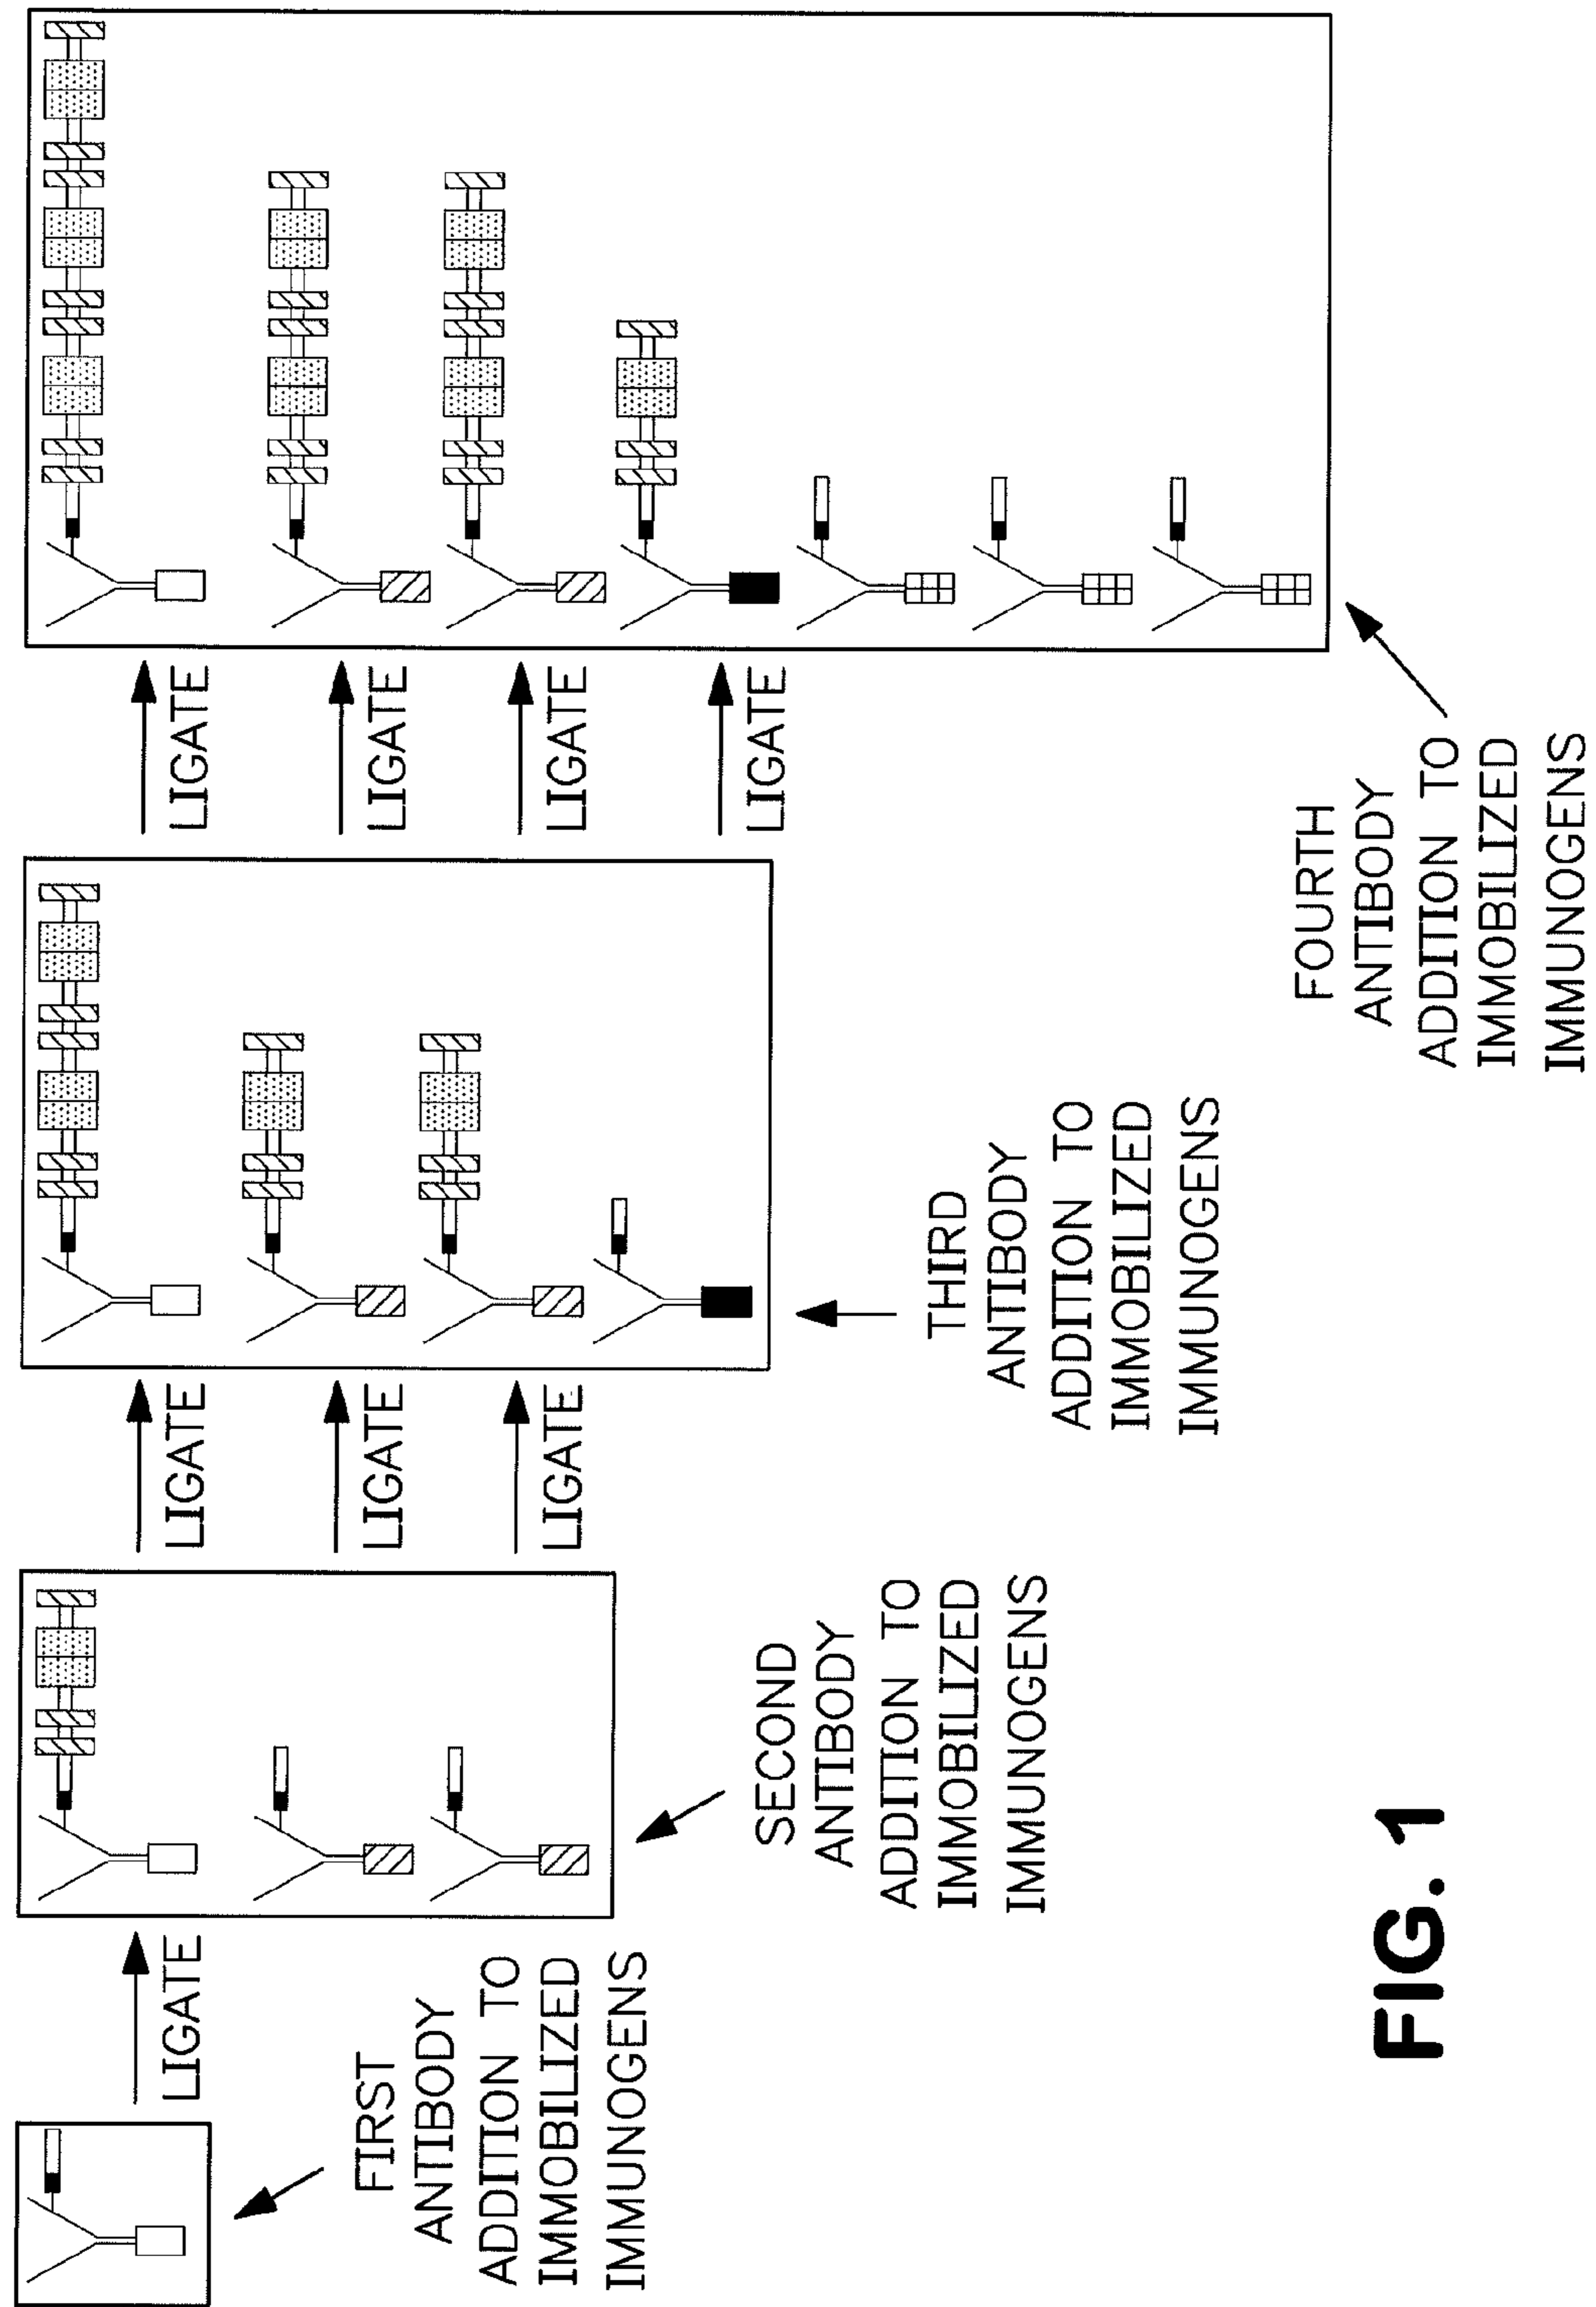 LIGATE
LIGATE
LIGATE
LIGATE
LIGATE
LIGATE
LIGATE
LIGATE
FIRST
ANTIBODY
ADDITION TO
IMMOBILIZED
IMMUNOGENS
SECOND
ANTIBODY
ADDITION TO
IMMOBILIZED
IMMUNOGENS
THIRD
ANTIBODY
ADDITION TO
IMMOBILIZED
IMMUNOGENS
FOURTH
ANTIBODY
ADDITION TO
IMMOBILIZED
IMMUNOGENS
FIG. 1